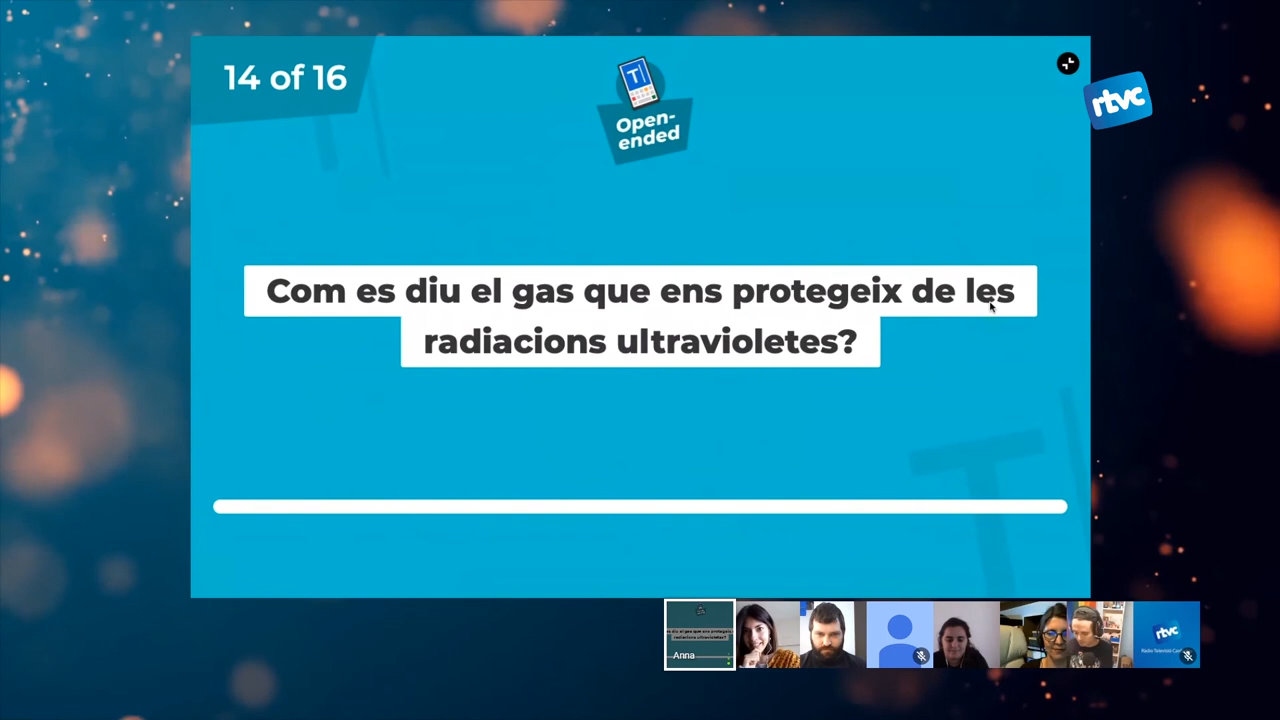 14 of 16
T
Open-
ended
rtvc
Com es diu el gas que ens protegeix de les
radiacions ultravioletes?
Anna
rtvc